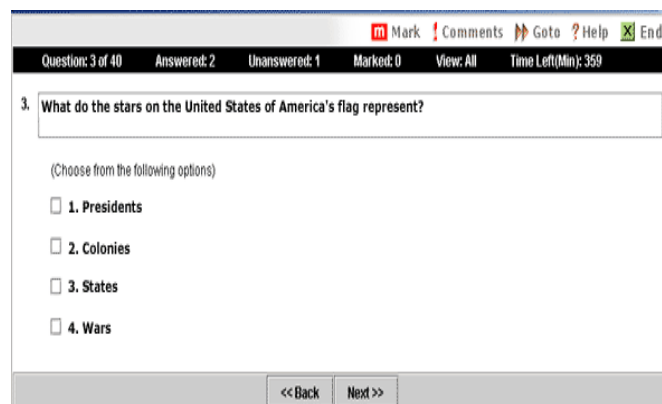 m Mark ! Comments Goto ? Help X End
Question: 3 of 40 Answered: 2 Unanswered: 1 Marked: 0 View: All Time Left(Min): 359
3. What do the stars on the United States of America's flag represent?
(Choose from the following options)
1. Presidents
2. Colonies
3. States
4. Wars
<< Back Next >>